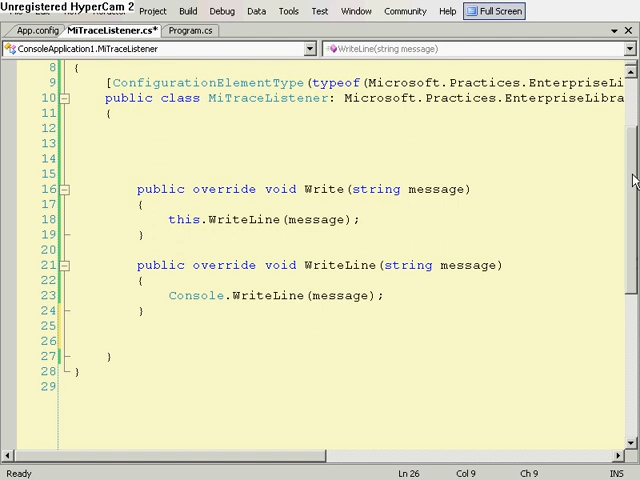 Unregistered HyperCam 2
Project Build Debug Data Tools Test Window Community Help Full Screen
App.config MiTraceListener.cs* Program.cs
ConsoleApplication1.MiTraceListener WriteLine(string message)
8 {
9 [ConfigurationElementType(typeof(Microsoft.Practices.EnterpriseLi
10 public class MiTraceListener: Microsoft.Practices.EnterpriseLibra
11 {
12
13
14
15
16 public override void Write(string message)
17 {
18 this.WriteLine(message);
19 }
20
21 public override void WriteLine(string message)
22 {
23 Console.WriteLine(message);
24 }
25
26
27 }
28 }
29
Ready Ln 26 Col 9 Ch 9 INS